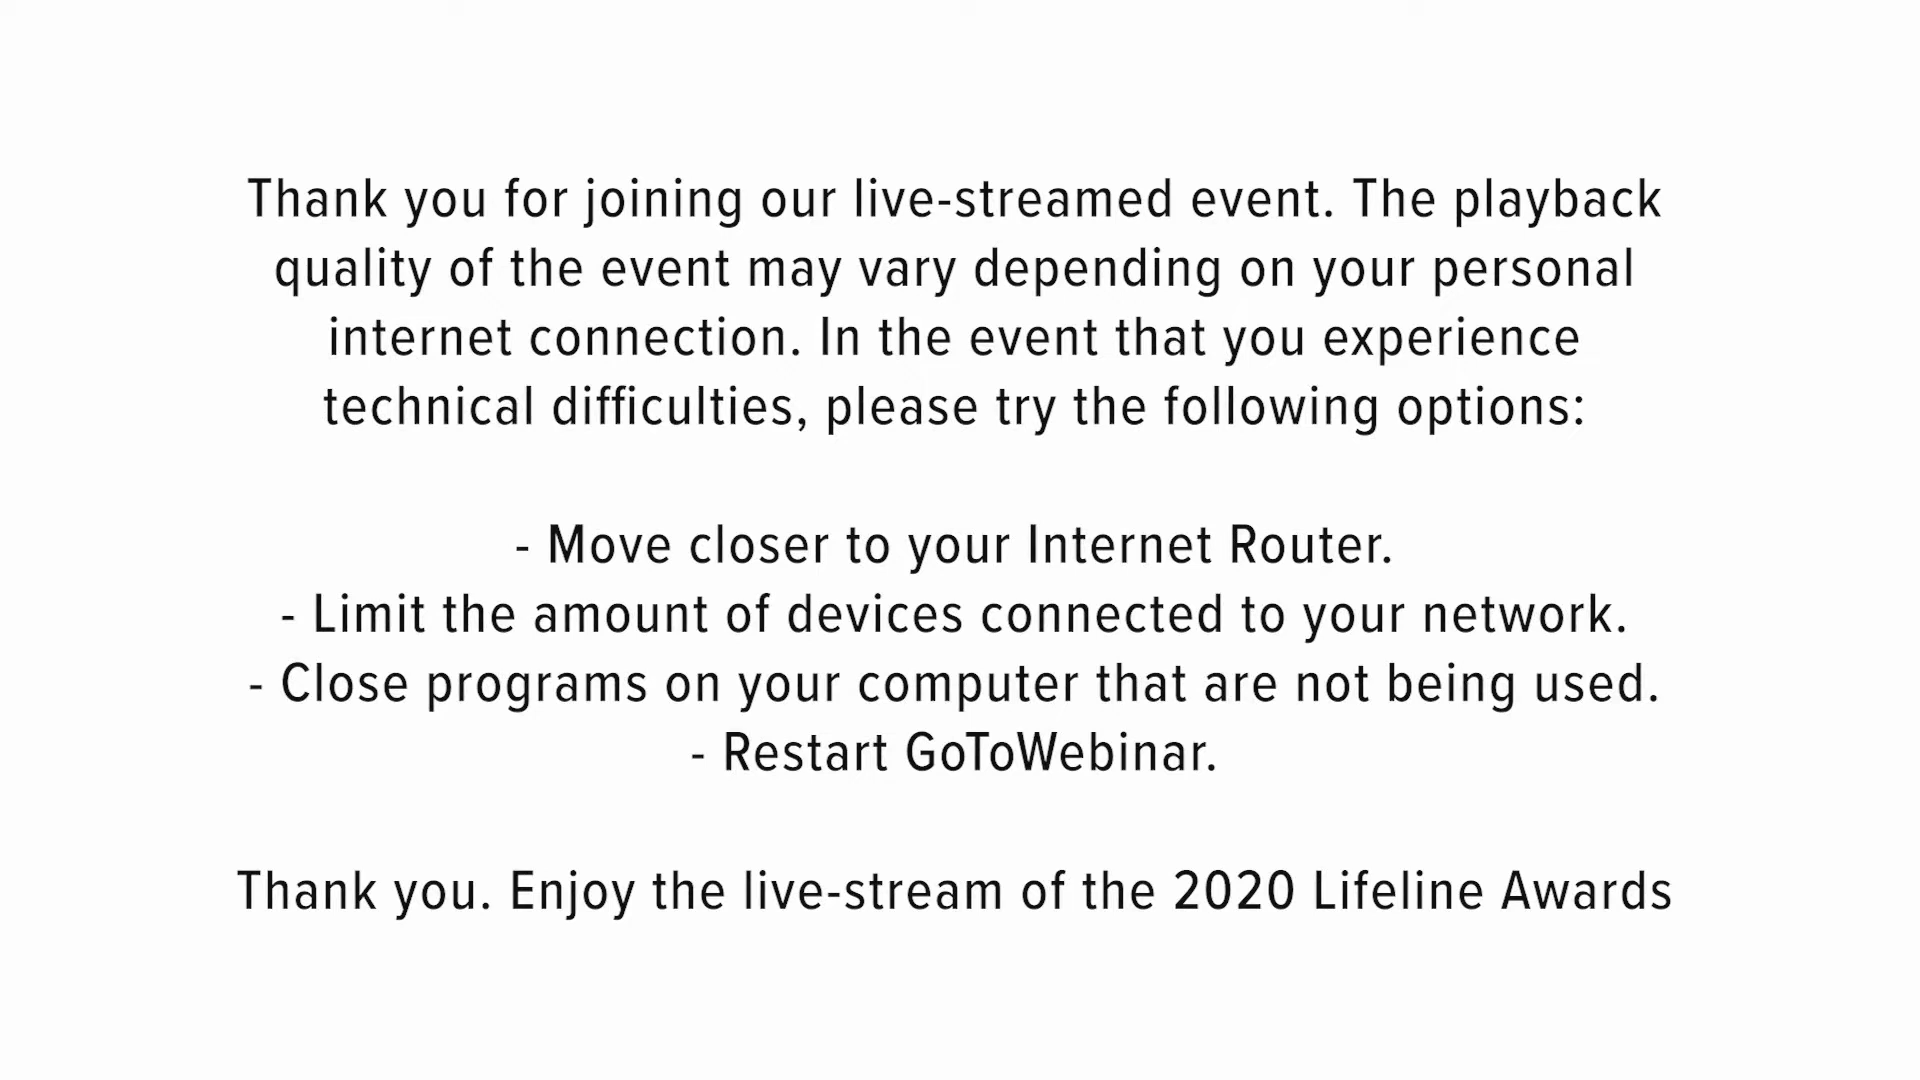 Thank you for joining our live-streamed event. The playback
quality of the event may vary depending on your personal
internet connection. In the event that you experience
technical difficulties, please try the following options:
- Move closer to your Internet Router.
- Limit the amount of devices connected to your network.
- Close programs on your computer that are not being used.
- Restart GoToWebinar.
Thank you. Enjoy the live-stream of the 2020 Lifeline Awards